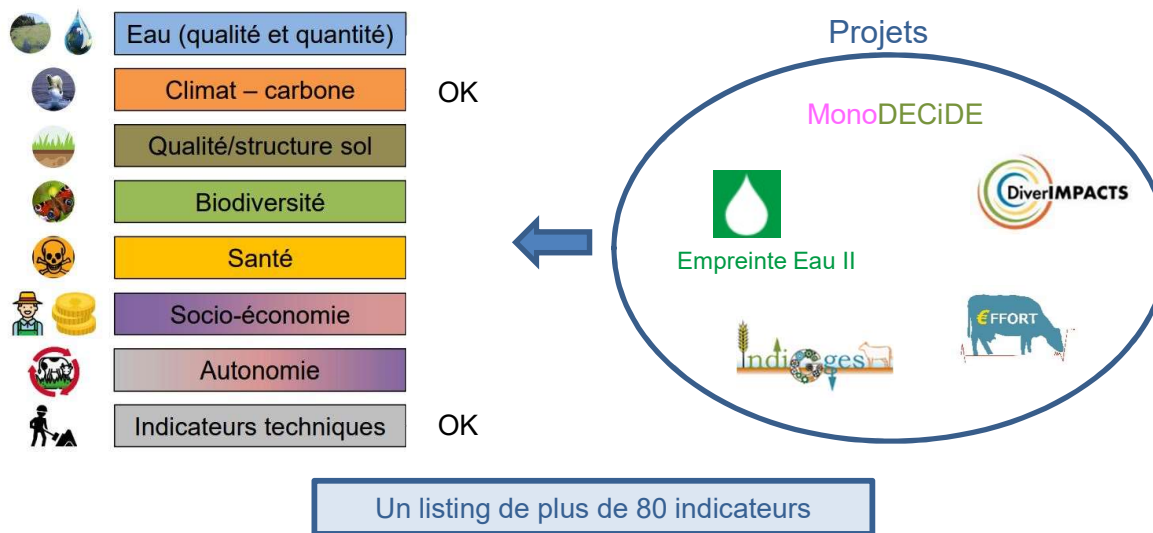 Eau (qualité et quantité)
Climat – carbone
OK
Qualité/structure sol
Biodiversité
Santé
Socio-économie
Autonomie
Indicateurs techniques
OK
Projets
MonoDECiDE
DiverIMPACTS
Empreinte Eau II
€FFORT
IndiGges
Un listing de plus de 80 indicateurs